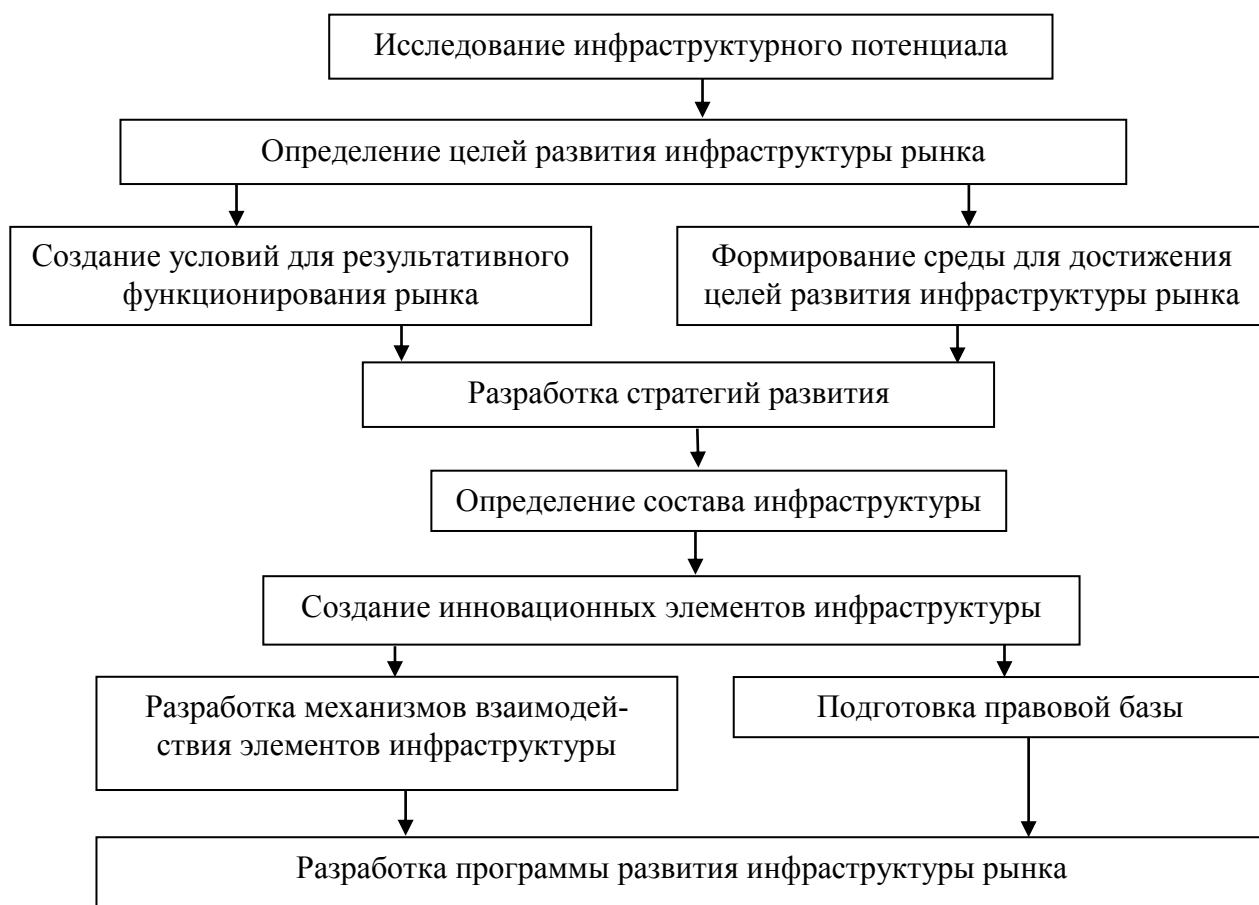 Исследование инфраструктурного потенциала
Определение целей развития инфраструктуры рынка
Создание условий для результативного
функционирования рынка
Формирование среды для достижения
целей развития инфраструктуры рынка
Разработка стратегий развития
Определение состава инфраструктуры
Создание инновационных элементов инфраструктуры
Разработка механизмов взаимодей-
ствия элементов инфраструктуры
Подготовка правовой базы
Разработка программы развития инфраструктуры рынка